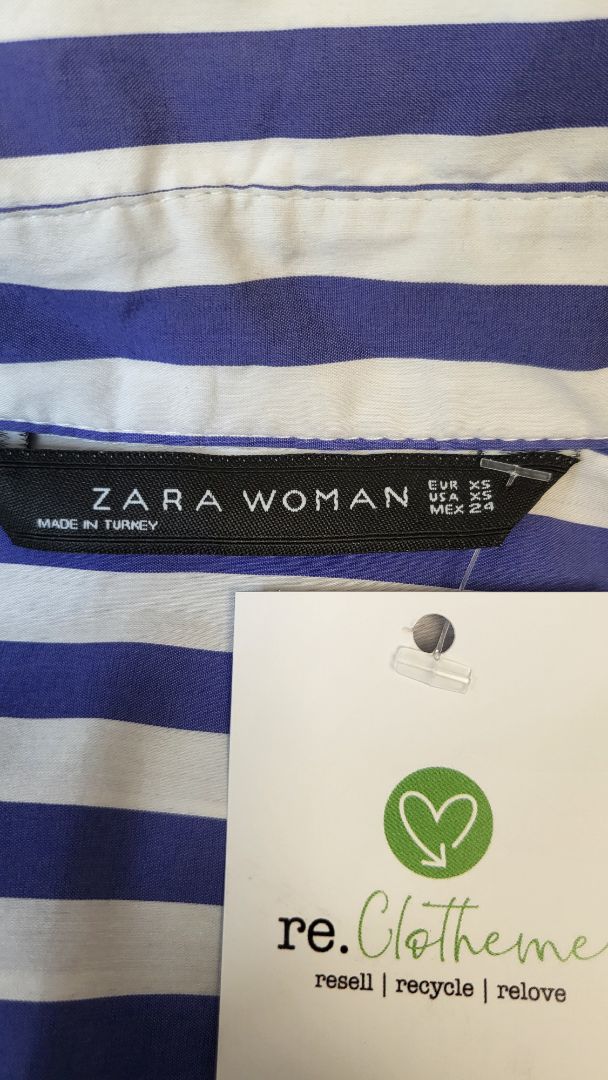 ZARA WOMAN
EUR XS
USA XS
MEX 24
MADE IN TURKEY
re.Clotheme
resell | recycle | relove